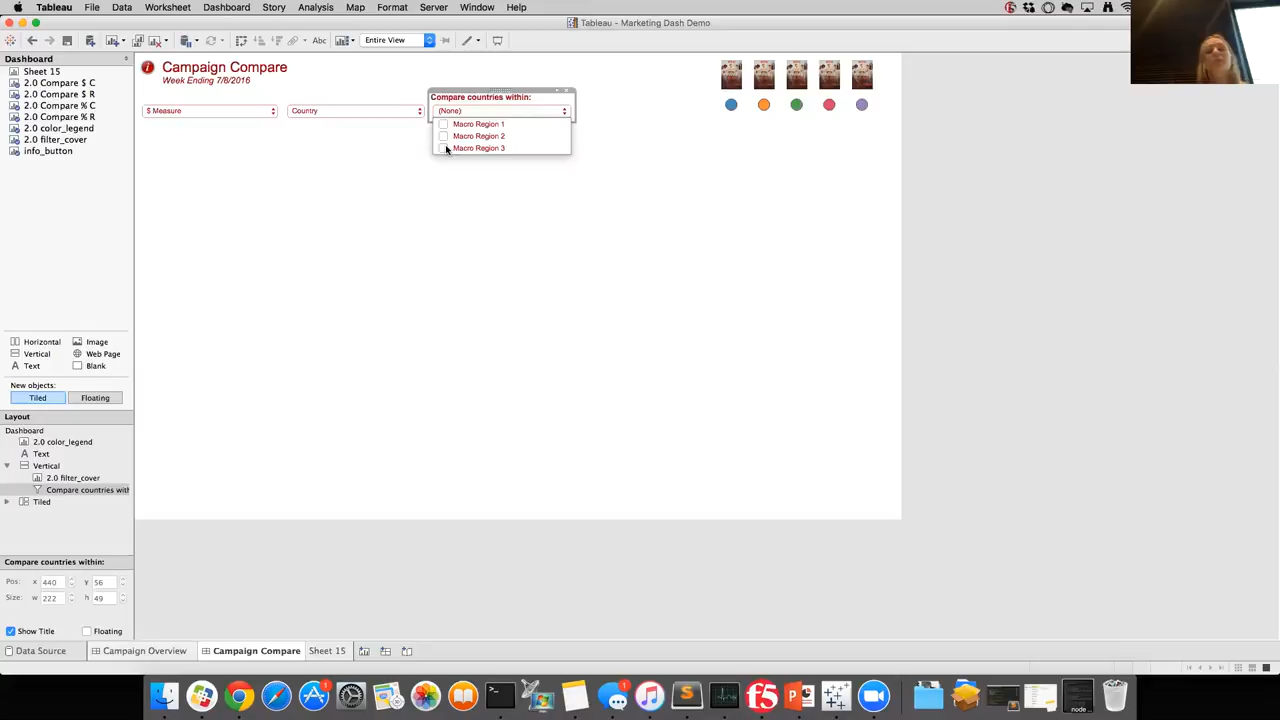 Tableau File Data Worksheet Dashboard Story Analysis Map Format Server Window Help
Tableau - Marketing Dash Demo
Abc Entire View
Dashboard
Sheet 15
2.0 Compare $ C
2.0 Compare $ R
2.0 Compare % C
2.0 Compare % R
2.0 color_legend
2.0 filter_cover
info_button
Horizontal Image
Vertical Web Page
Text Blank
New objects:
Tiled Floating
Layout
Dashboard
2.0 color_legend
Text
Vertical
2.0 filter_cover
Compare countries with
Tiled
Compare countries within:
Pos: x 440 y 56
Size: w 222 h 49
Show Title Floating
Campaign Compare
Week Ending 7/8/2016
$ Measure
Country
Compare countries within:
(None)
Macro Region 1
Macro Region 2
Macro Region 3
Data Source Campaign Overview Campaign Compare Sheet 15